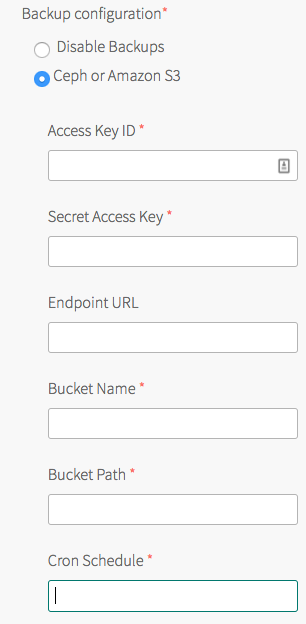 Backup configuration*
Disable Backups
Ceph or Amazon S3
Access Key ID *
Secret Access Key *
Endpoint URL
Bucket Name *
Bucket Path *
Cron Schedule *